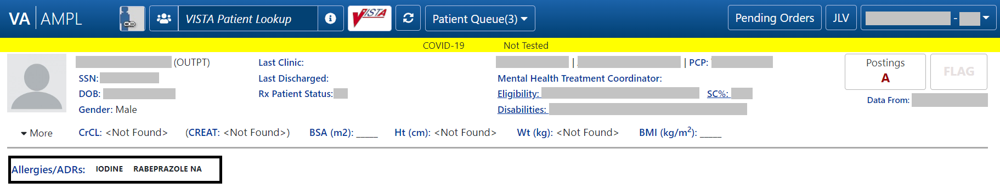 VA AMPL VISTA Patient Lookup VISTA Patient Queue(3) Pending Orders JLV -
COVID-19 Not Tested
(OUTPT) Last Clinic: | | PCP: Postings
A FLAG
SSN: Last Discharged: Mental Health Treatment Coordinator:
DOB: Rx Patient Status: Eligibility: SC%: Data From:
Gender: Male Disabilities:
More CrCL: <Not Found> (CREAT: <Not Found>) BSA (m2): _____ Ht (cm): <Not Found> Wt (kg): <Not Found> BMI (kg/m²): _____
Allergies/ADRs: IODINE RABEPRAZOLE NA